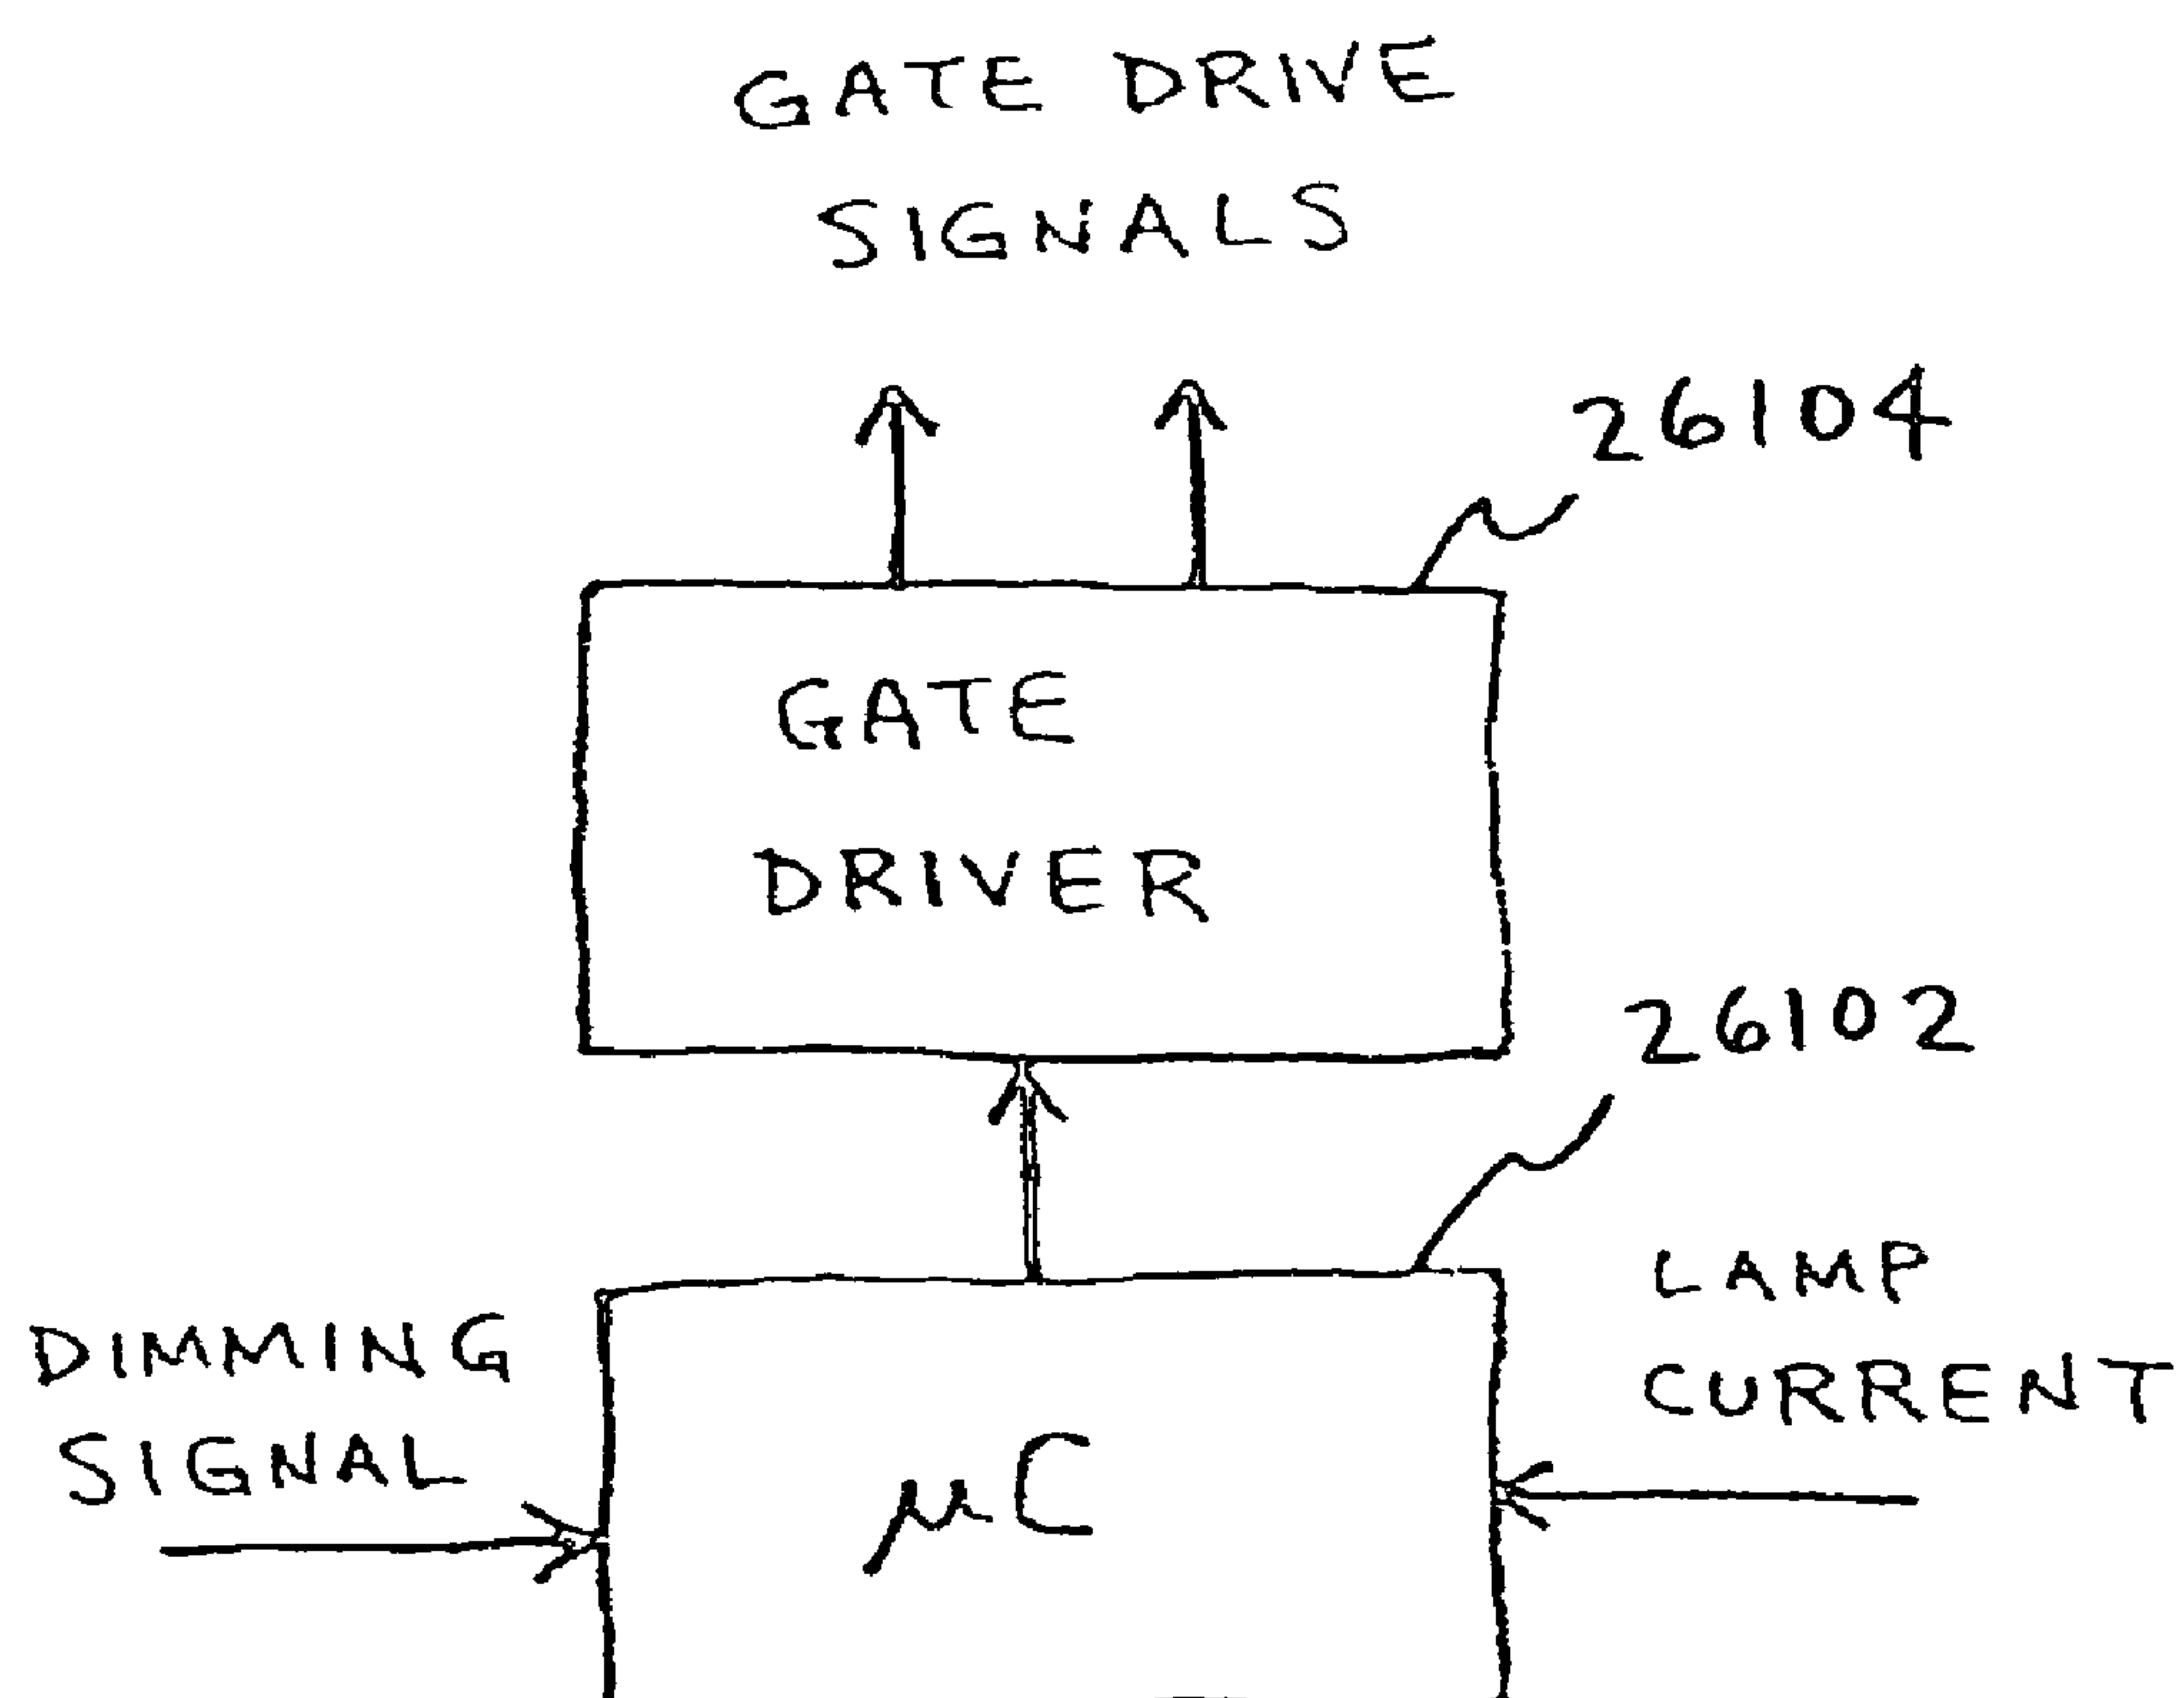 GATE DRIVE
SIGNALS
26104
GATE
DRIVER
26102
LAMP
CURRENT
DIMMING
SIGNAL
μC